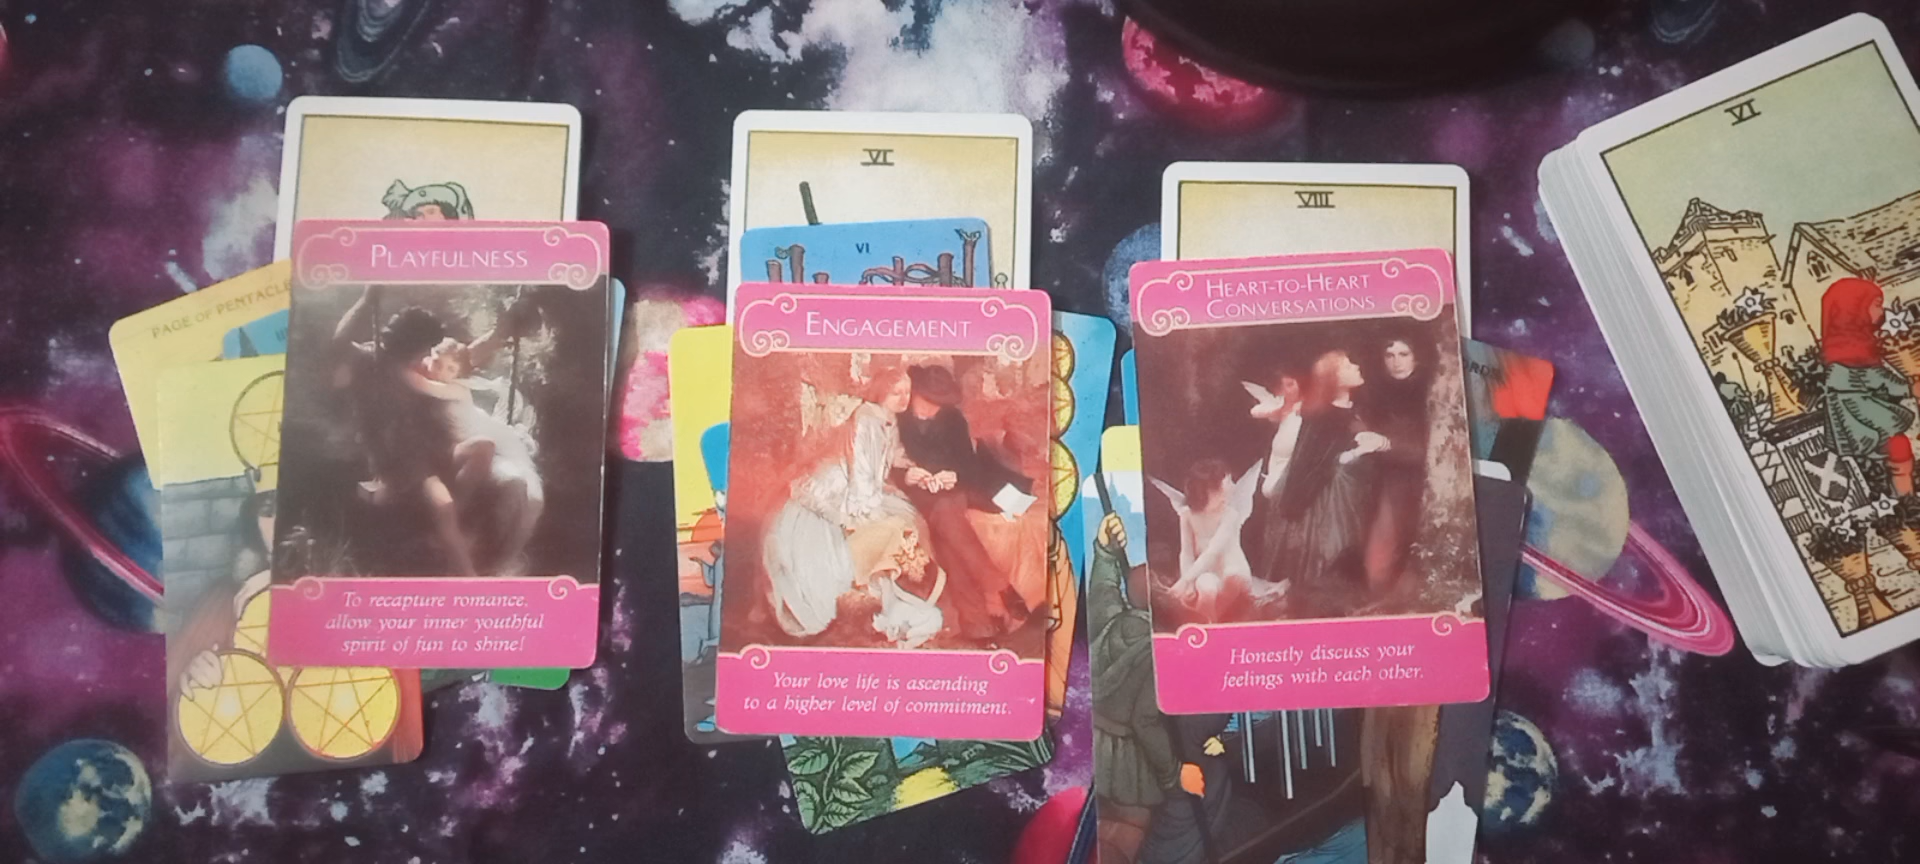 PLAYFULNESS
To recapture romance,
allow your inner youthful
spirit of fun to shine!
PAGE OF PENTACLE
VI
VI
ENGAGEMENT
Your love life is ascending
to a higher level of commitment.
VIII
HEART-TO-HEART
CONVERSATIONS
Honestly discuss your
feelings with each other.
VI